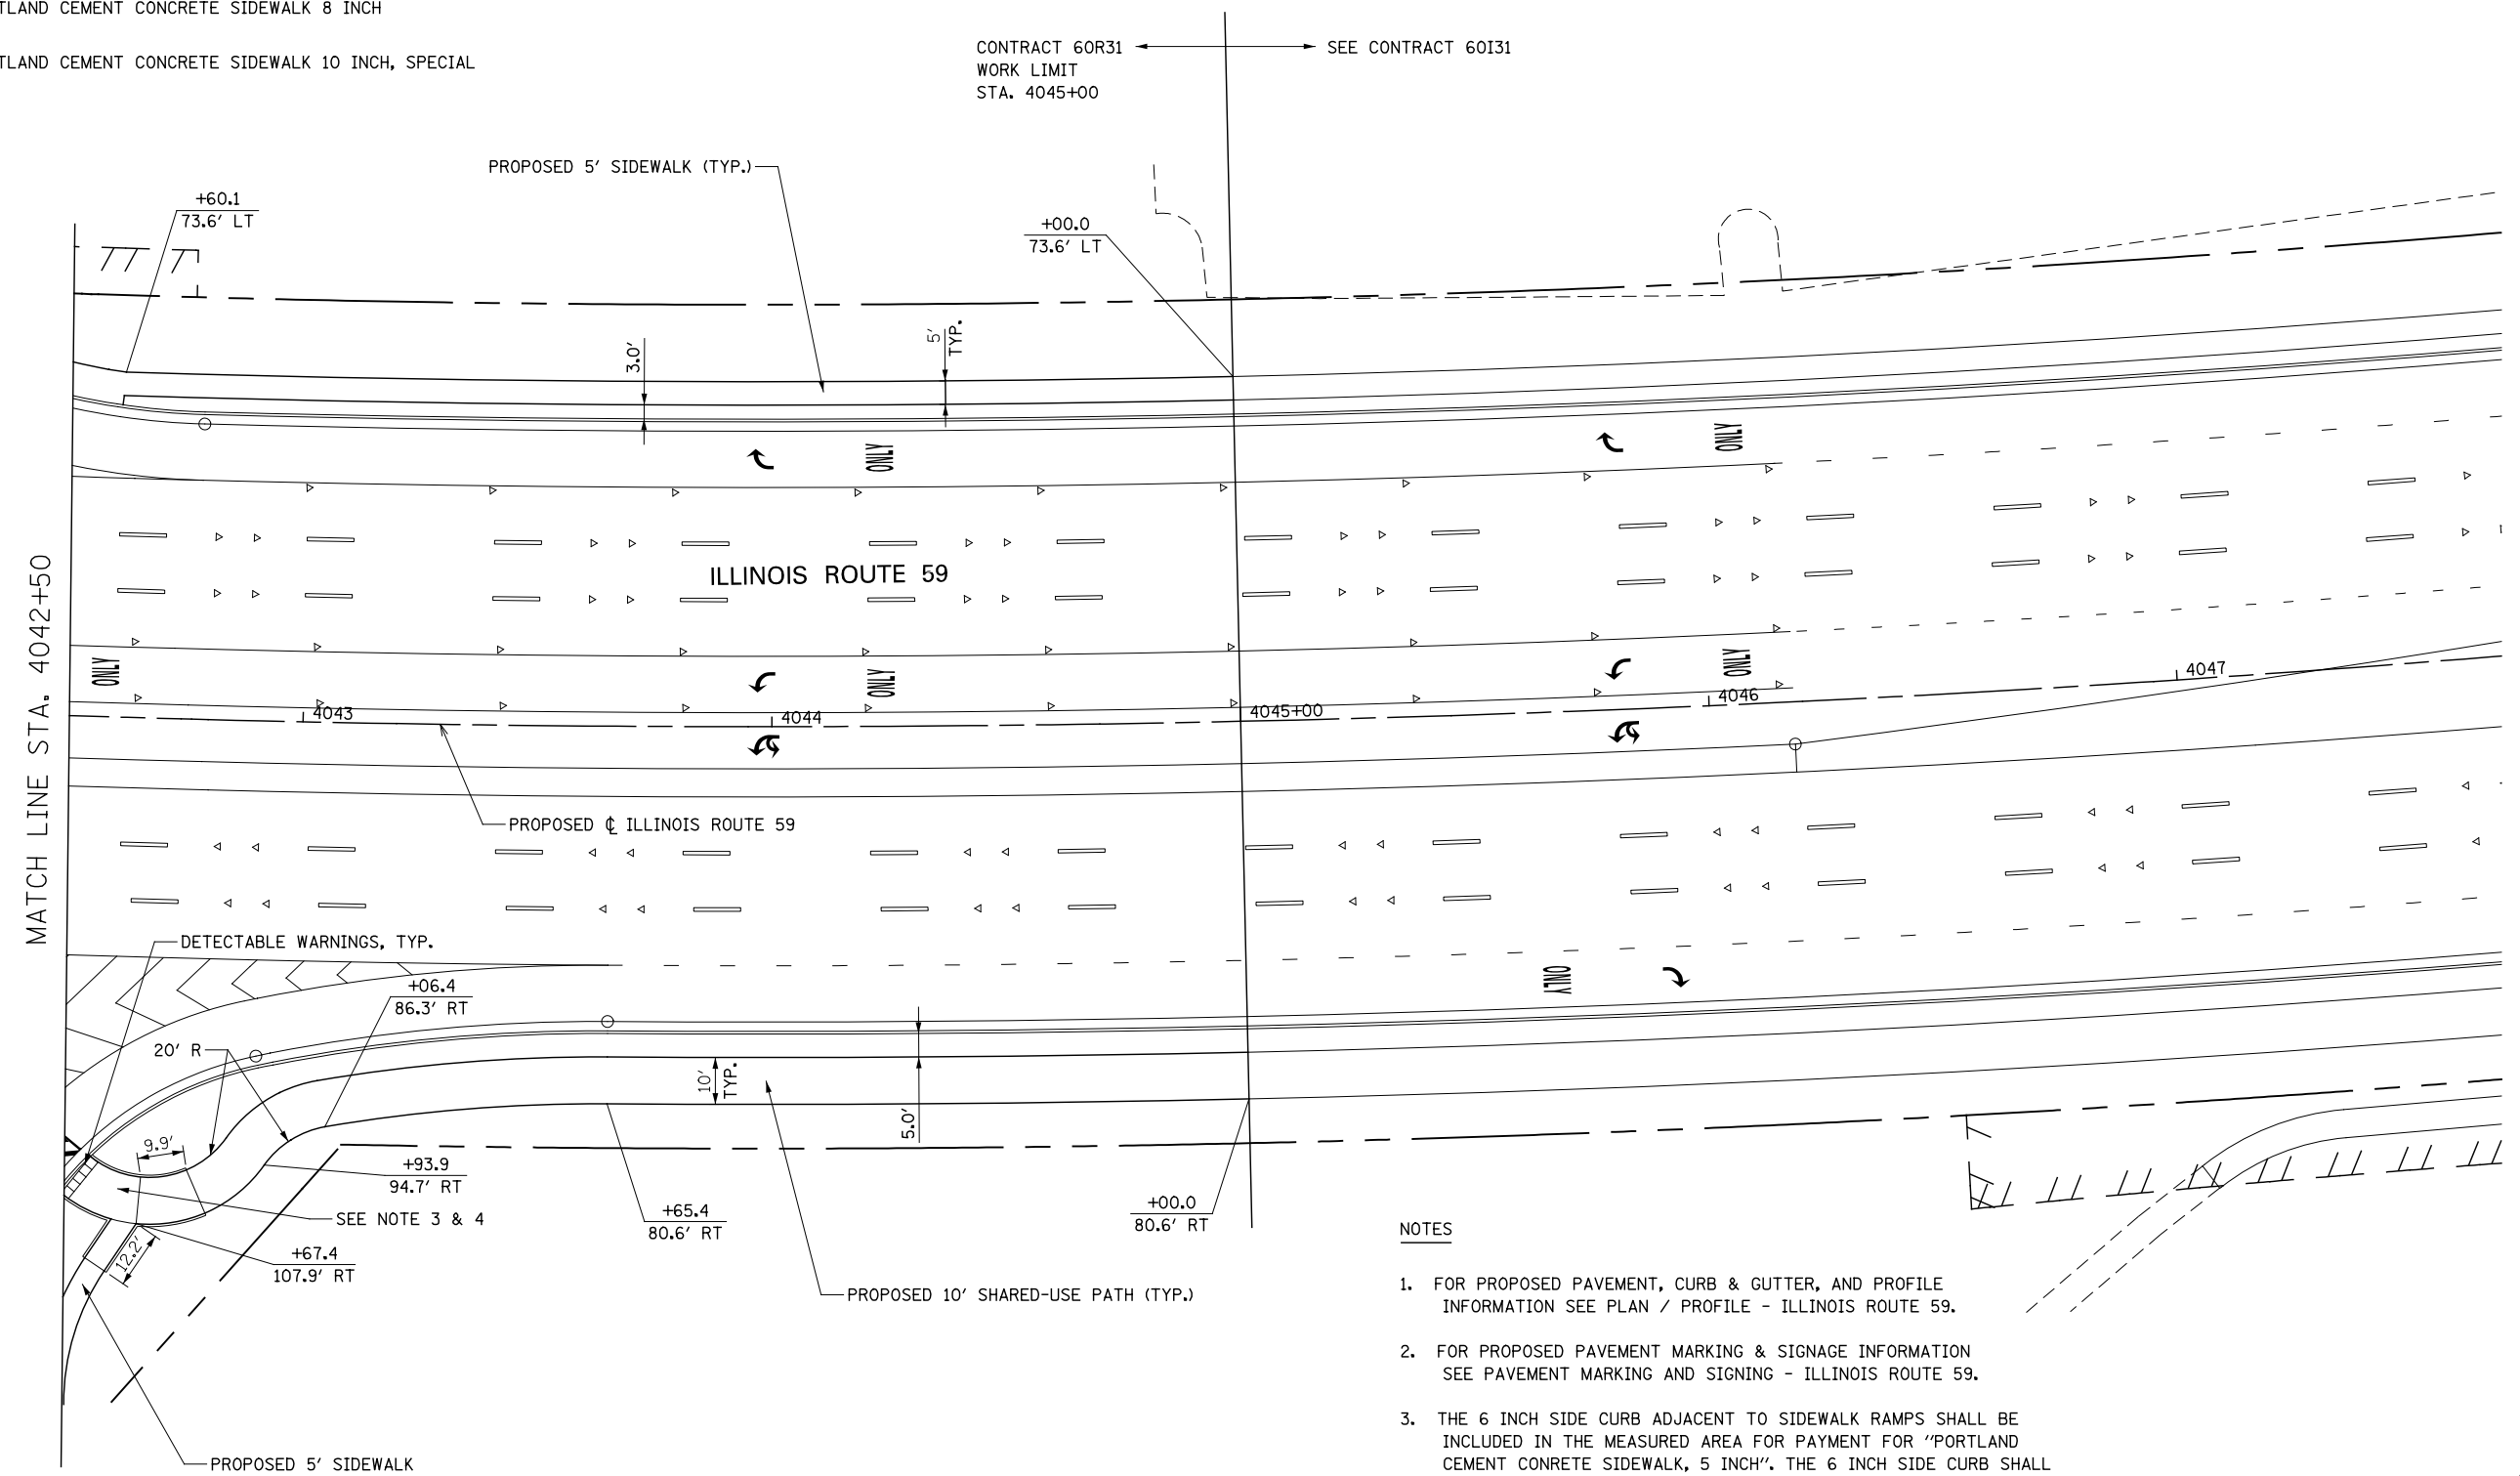 TLAND CEMENT CONCRETE SIDEWALK 8 INCH
TLAND CEMENT CONCRETE SIDEWALK 10 INCH, SPECIAL
CONTRACT 60R31
WORK LIMIT
STA. 4045+00
SEE CONTRACT 60I31
PROPOSED 5' SIDEWALK (TYP.)
+60.1
73.6' LT
+00.0
73.6' LT
3.0'
5'
TYP.
ONLY
ONLY
ILLINOIS ROUTE 59
MATCH LINE STA. 4042+50
ONLY
ONLY
ONLY
4043
4044
4045+00
4046
4047
PROPOSED ℄ ILLINOIS ROUTE 59
DETECTABLE WARNINGS, TYP.
ONLY
+06.4
86.3' RT
20' R
10'
TYP.
5.0'
9.9'
+93.9
94.7' RT
SEE NOTE 3 & 4
+65.4
80.6' RT
+00.0
80.6' RT
12.2'
+67.4
107.9' RT
PROPOSED 10' SHARED-USE PATH (TYP.)
PROPOSED 5' SIDEWALK
NOTES
1. FOR PROPOSED PAVEMENT, CURB & GUTTER, AND PROFILE
INFORMATION SEE PLAN / PROFILE - ILLINOIS ROUTE 59.
2. FOR PROPOSED PAVEMENT MARKING & SIGNAGE INFORMATION
SEE PAVEMENT MARKING AND SIGNING - ILLINOIS ROUTE 59.
3. THE 6 INCH SIDE CURB ADJACENT TO SIDEWALK RAMPS SHALL BE
INCLUDED IN THE MEASURED AREA FOR PAYMENT FOR "PORTLAND
CEMENT CONRETE SIDEWALK, 5 INCH". THE 6 INCH SIDE CURB SHALL